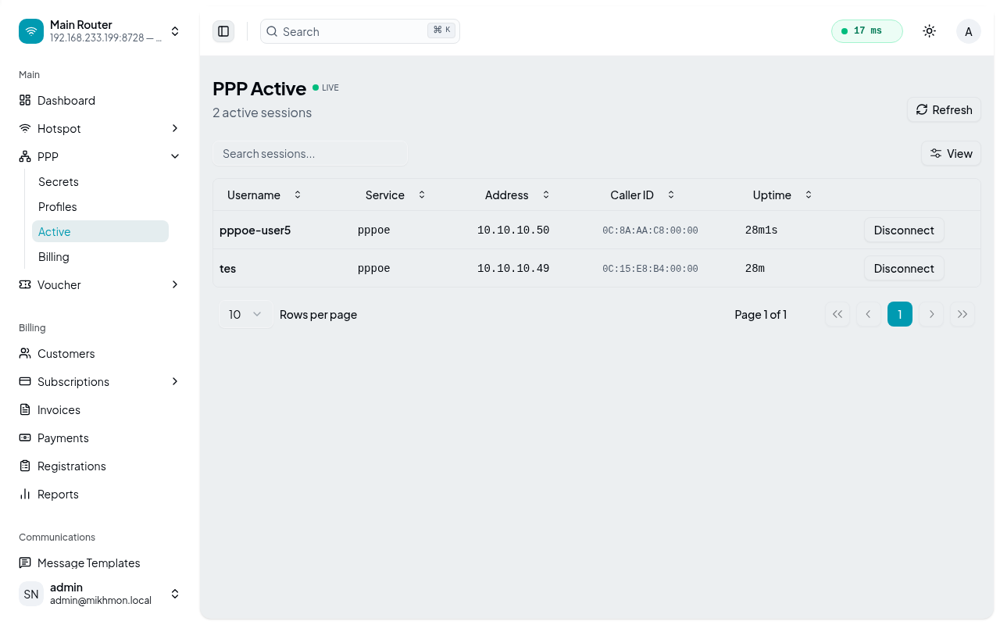 Main Router
192.168.233.199:8728 — ...
Main
Dashboard
Hotspot
PPP
Secrets
Profiles
Active
Billing
Voucher
Billing
Customers
Subscriptions
Invoices
Payments
Registrations
Reports
Communications
Message Templates
SN
admin
admin@mikhmon.local
Search
⌘ K
17 ms
A
PPP Active
LIVE
2 active sessions
Refresh
Search sessions...
View
Username Service Address Caller ID Uptime
pppoe-user5 pppoe 10.10.10.50 0C:8A:AA:C8:00:00 28m1s Disconnect
tes pppoe 10.10.10.49 0C:15:E8:B4:00:00 28m Disconnect
10 Rows per page Page 1 of 1 1